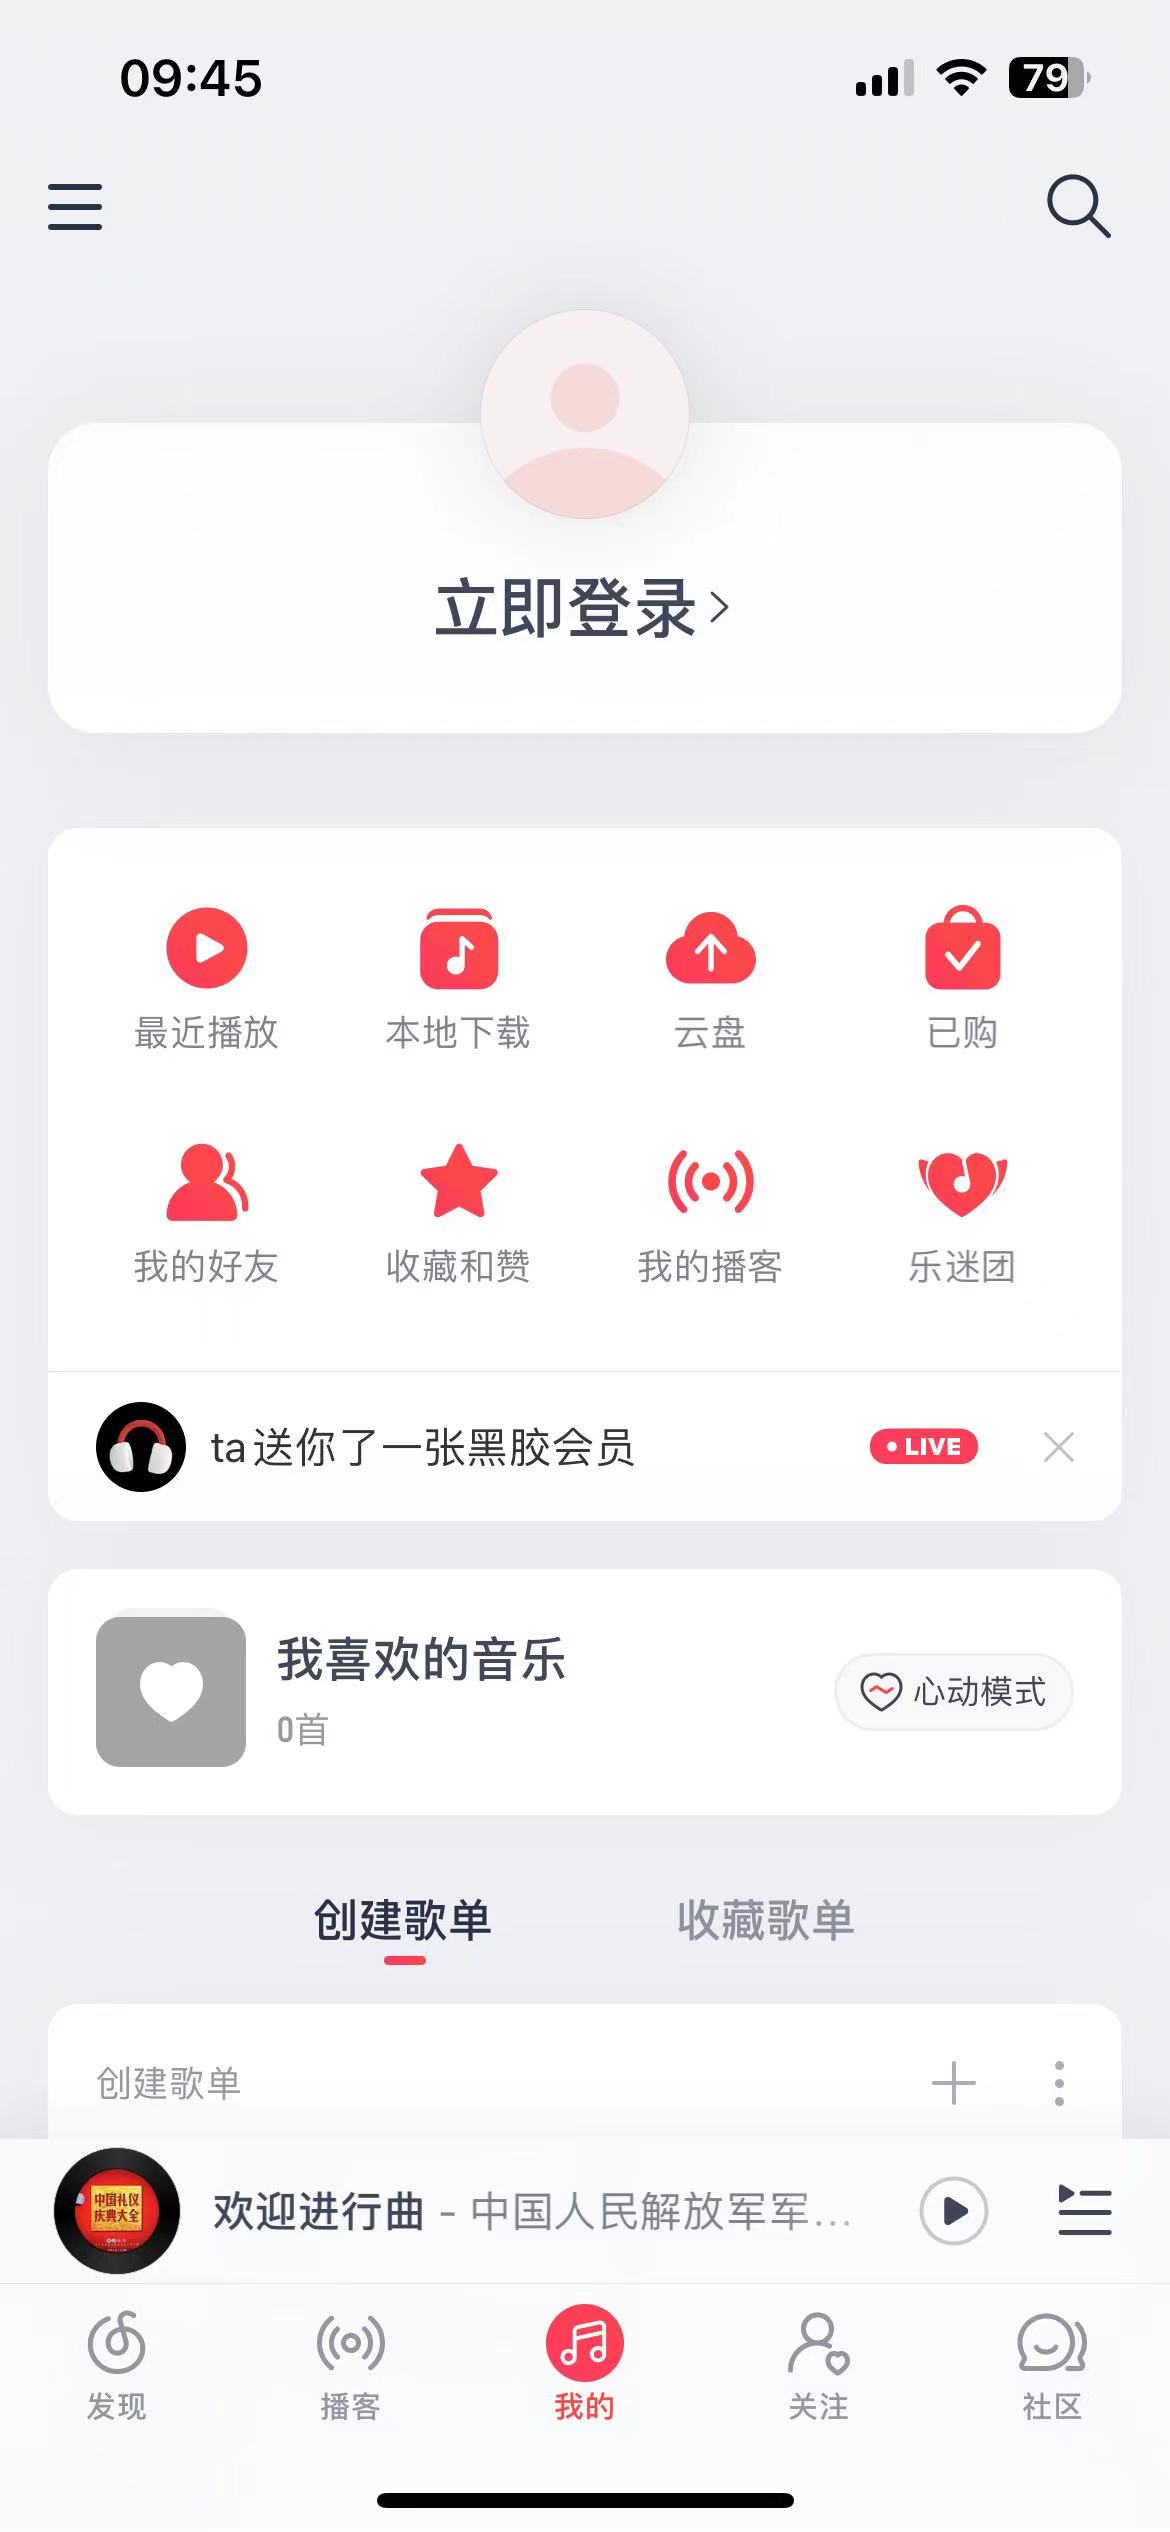 09:45
79
立即登录
最近播放
本地下载
云盘
已购
我的好友
收藏和赞
我的播客
乐迷团
ta送你了一张黑胶会员
LIVE
我喜欢的音乐
0首
心动模式
创建歌单
收藏歌单
创建歌单
中国礼仪
庆典大全
欢迎进行曲 - 中国人民解放军军...
发现
播客
我的
关注
社区